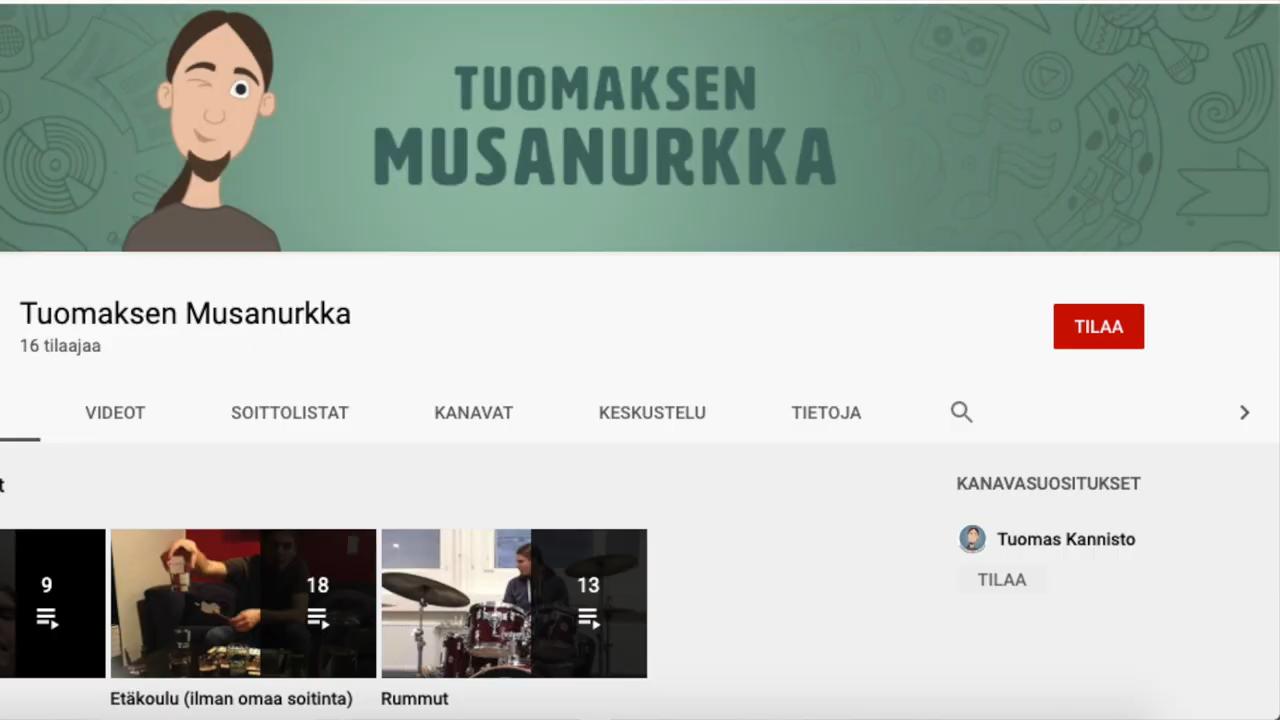 TUOMAKSEN
MUSANURKKA
Tuomaksen Musanurkka
16 tilaajaa
TILAA
VIDEOT SOITTOLISTAT KANAVAT KESKUSTELU TIETOJA
t
KANAVASUOSITUKSET
Tuomas Kannisto
TILAA
9 18 13
Etäkoulu (ilman omaa soitinta) Rummut